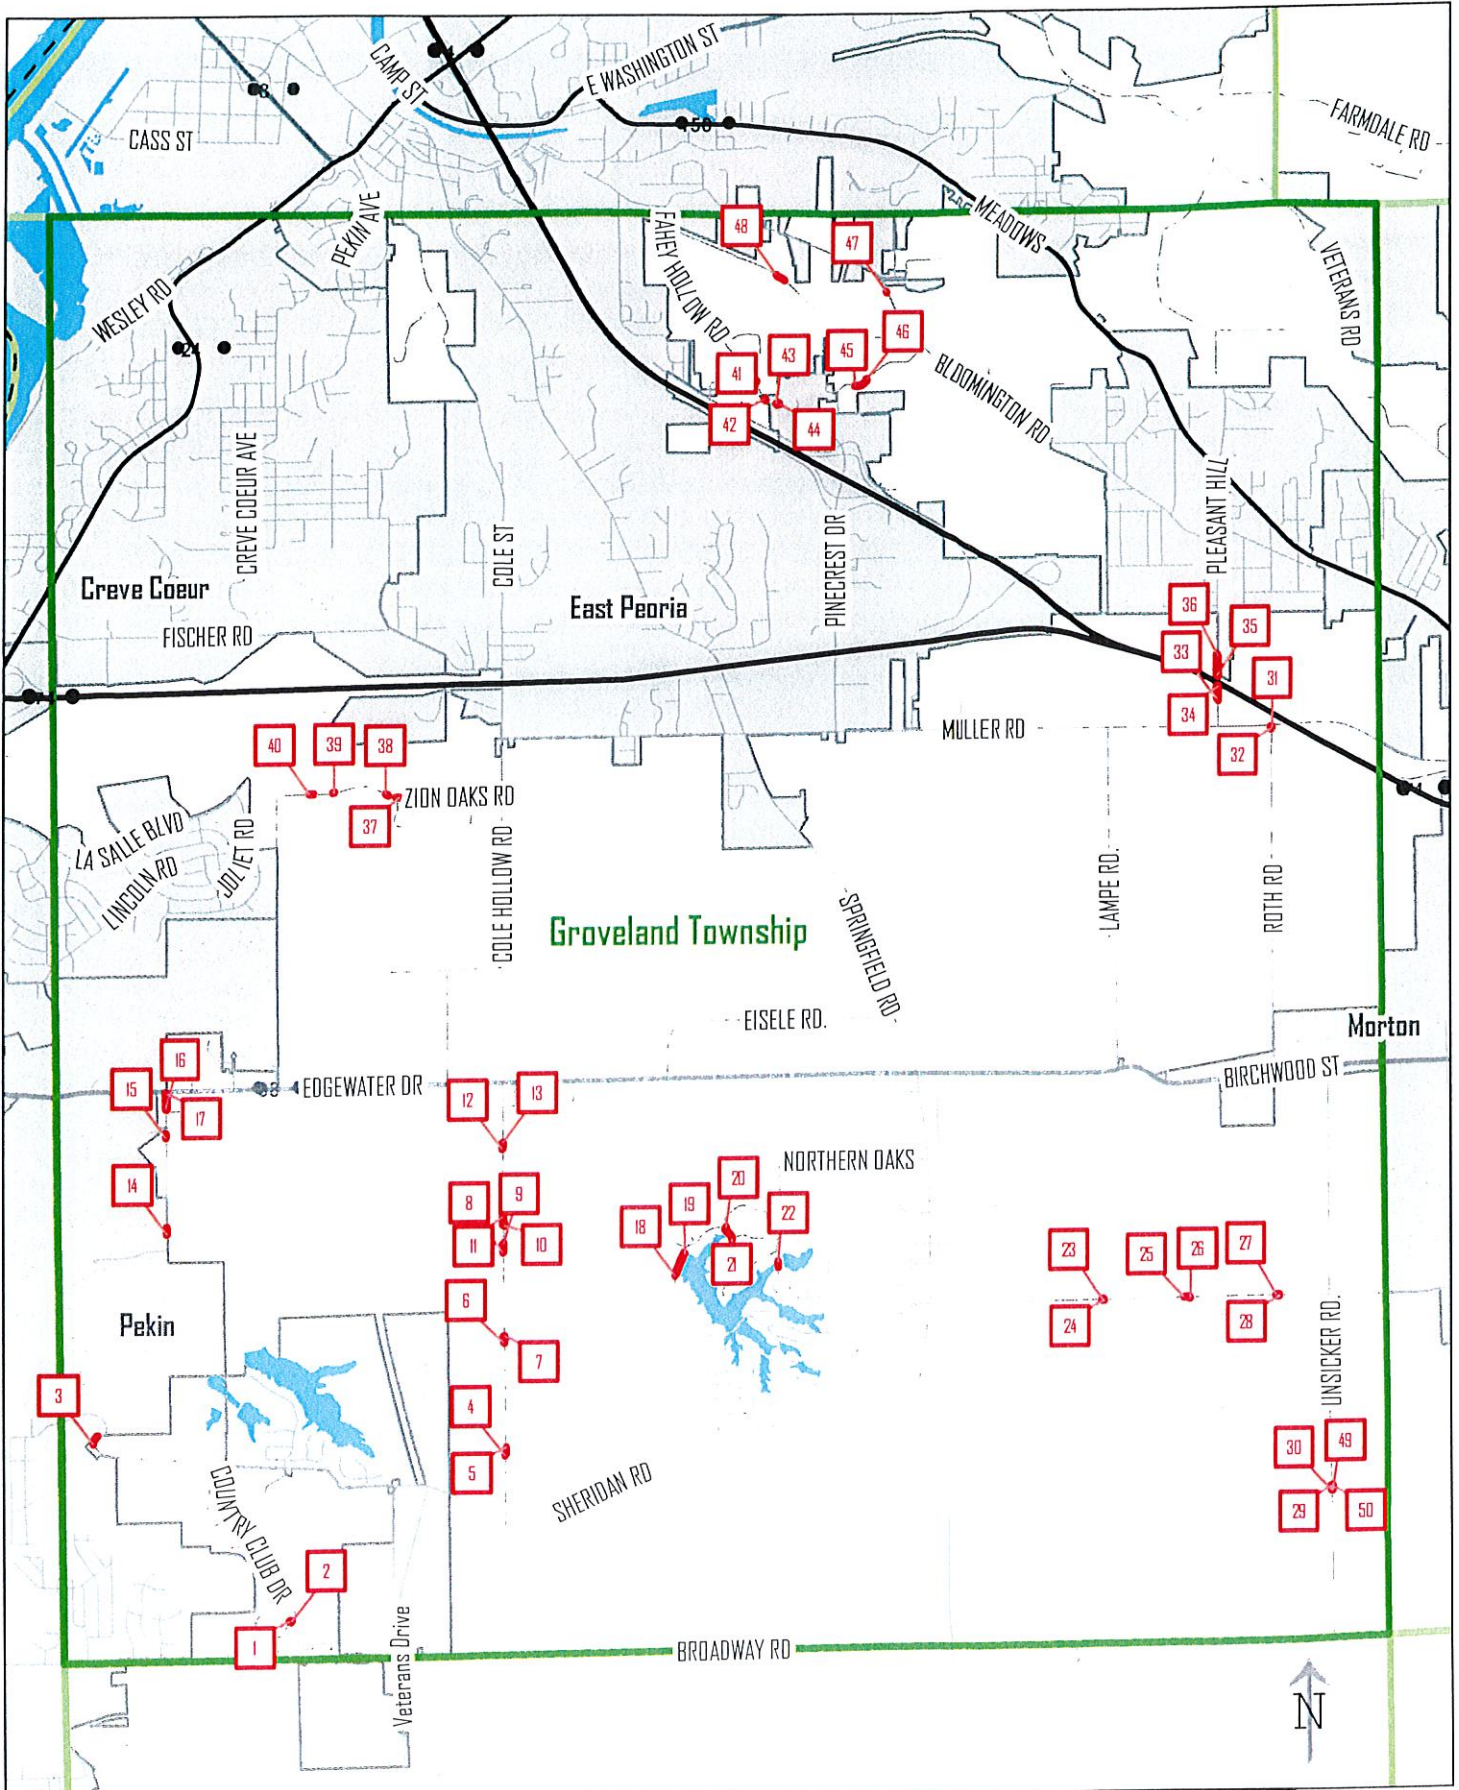 E WASHINGTON ST
CAMP ST
8
150
FARMDALE RD
CASS ST
MEADOWS
PEKIN AVE
48
47
FAHEY HOLLOW RD
VETERANS RD
WESLEY RD
24
46
43
45
41
BLOOMINGTON RD
42
44
CREVE COEUR AVE
COLE ST
PINECREST DR
PLEASANT HILL
Creve Coeur
East Peoria
FISCHER RD
36
35
33
31
34
32
MULLER RD
40
39
38
ZION OAKS RD
37
LA SALLE BLVD
LINCOLN RD
JOLIET RD
COLE HOLLOW RD
SPRINGFIELD RD
LAMPE RD.
ROTH RD
Groveland Township
EISELE RD.
Morton
BIRCHWOOD ST
EDGEWATER DR
16
15
17
12
13
NORTHERN OAKS
14
8
9
11
10
18
19
20
22
21
23
25
26
27
24
28
6
7
Pekin
UNSICKER RD.
3
4
5
30
49
29
50
SHERIDAN RD
COUNTRY CLUB DR
2
1
Veterans Drive
BROADWAY RD
N